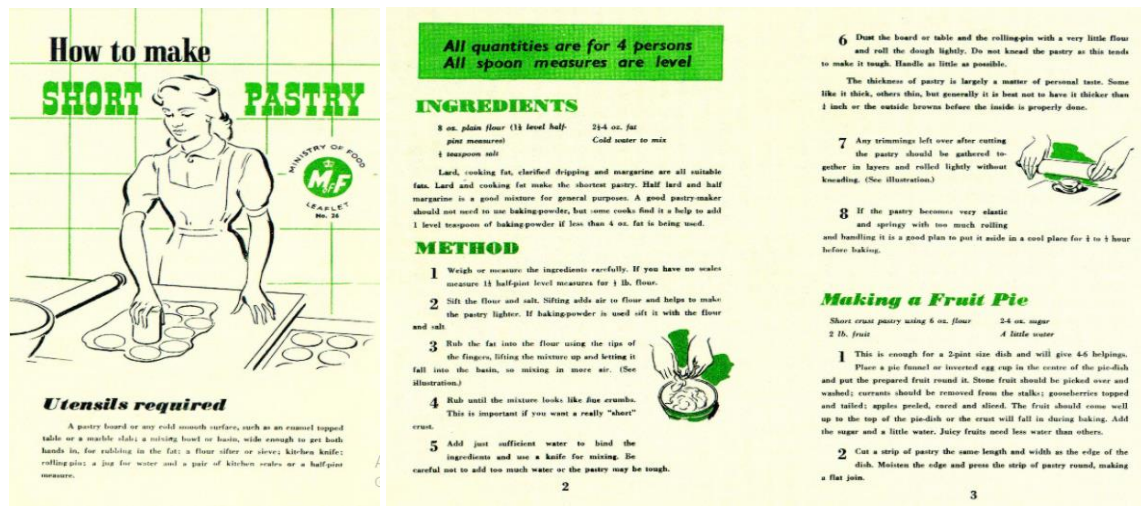 How to make
SHORT PASTRY
MINISTRY OF FOOD
MofF
LEAFLET
No. 26
Utensils required
A pastry board or any cold smooth surface, such as an enamel topped
table or a marble slab; a mixing bowl or basin, wide enough to get both
hands in, for rubbing in the fat; a flour sifter or sieve; kitchen knife;
rolling-pin; a jug for water and a pair of kitchen scales or a half-pint
measure.
All quantities are for 4 persons
All spoon measures are level
INGREDIENTS
8 oz. plain flour (1½ level half-
pint measures)
½ teaspoon salt
2½-4 oz. fat
Cold water to mix
Lard, cooking fat, clarified dripping and margarine are all suitable
fats. Lard and cooking fat make the shortest pastry. Half lard and half
margarine is a good mixture for general purposes. A good pastry-maker
should not need to use baking-powder, but some cooks find it a help to add
1 level teaspoon of baking-powder if less than 4 oz. fat is being used.
METHOD
1 Weigh or measure the ingredients carefully. If you have no scales
measure 1½ half-pint level measures for ½ lb. flour.
2 Sift the flour and salt. Sifting adds air to flour and helps to make
the pastry lighter. If baking-powder is used sift it with the flour
and salt
3 Rub the fat into the flour using the tips of
the fingers, lifting the mixture up and letting it
fall into the basin, so mixing in more air. (See
illustration.)
4 Rub until the mixture looks like fine crumbs.
This is important if you want a really "short"
crust.
5 Add just sufficient water to bind the
ingredients and use a knife for mixing. Be
careful not to add too much water or the pastry may be tough.
2
6 Dust the board or table and the rolling-pin with a very little flour
and roll the dough lightly. Do not knead the pastry as this tends
to make it tough. Handle as little as possible.
The thickness of pastry is largely a matter of personal taste. Some
like it thick, others thin, but generally it is best not to have it thicker than
inch or the outside browns before the inside is properly done.
7 Any trimmings left over after cutting
the pastry should be gathered to-
gether in layers and rolled lightly without
kneading. (See illustration.)
8 If the pastry becomes very elastic
and springy with too much rolling
and handling it is a good plan to put it aside in a cool place for to ½ hour
before baking.
Making a Fruit Pie
Short crust pastry using 6 oz. flour
2 lb. fruit
2-4 oz. sugar
A little water
1 This is enough for a 2-pint size dish and will give 4-6 helpings.
Place a pie funnel or inverted egg cup in the centre of the pie-dish
and put the prepared fruit round it. Stone fruit should be picked over and
washed; currants should be removed from the stalks; gooseberries topped
and tailed; apples peeled, cored and sliced. The fruit should come well
up to the top of the pie-dish or the crust will fall in during baking. Add
the sugar and a little water. Juicy fruits need less water than others.
2 Cut a strip of pastry the same length and width as the edge of the
dish. Moisten the edge and press the strip of pastry round, making
a flat join.
3